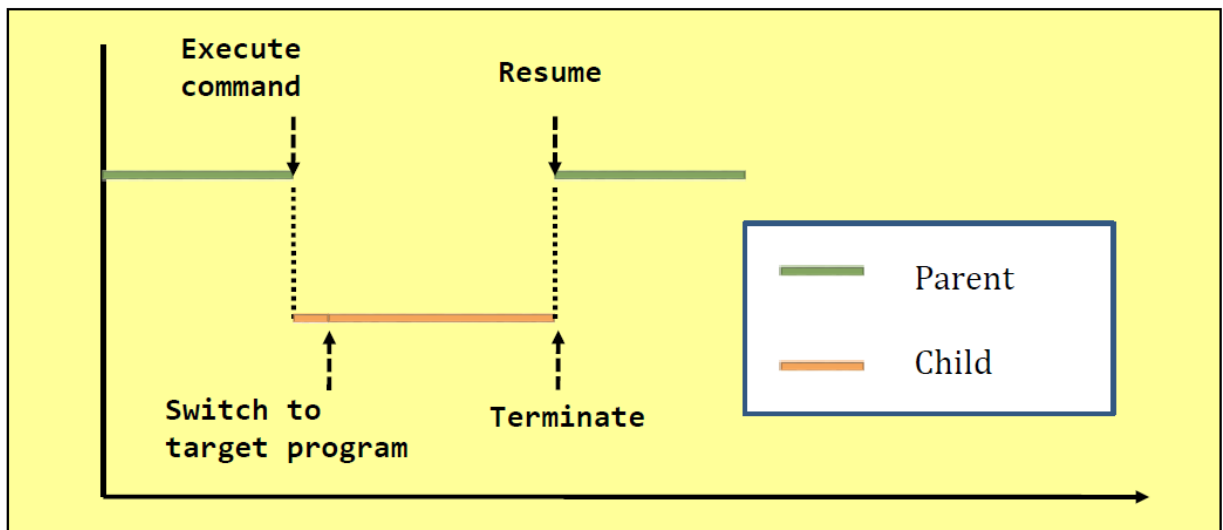 Execute
command
Resume
Parent
Child
Switch to
target program
Terminate